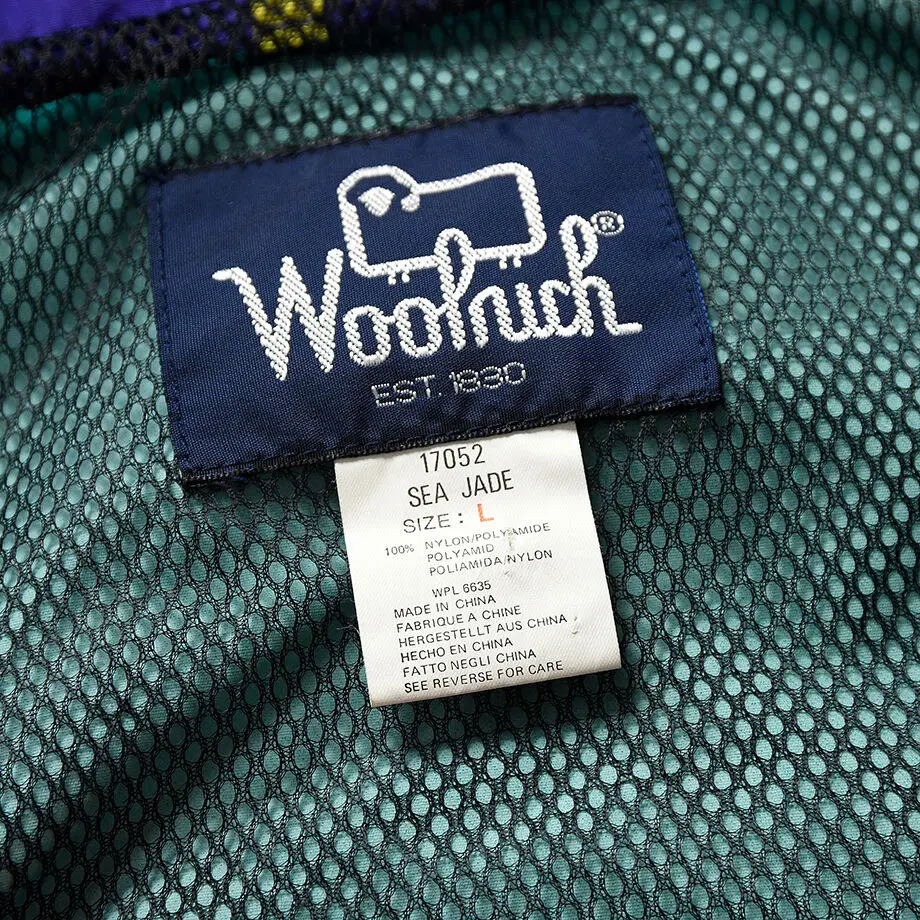 Woolrich®
EST. 1830
17052
SEA JADE
SIZE: L
100% NYLON/POLYAMIDE
POLYAMID
POLIAMIDA/NYLON
WPL 6635
MADE IN CHINA
FABRIQUE A CHINE
HERGESTELLT AUS CHINA
HECHO EN CHINA
FATTO NEGLI CHINA
SEE REVERSE FOR CARE